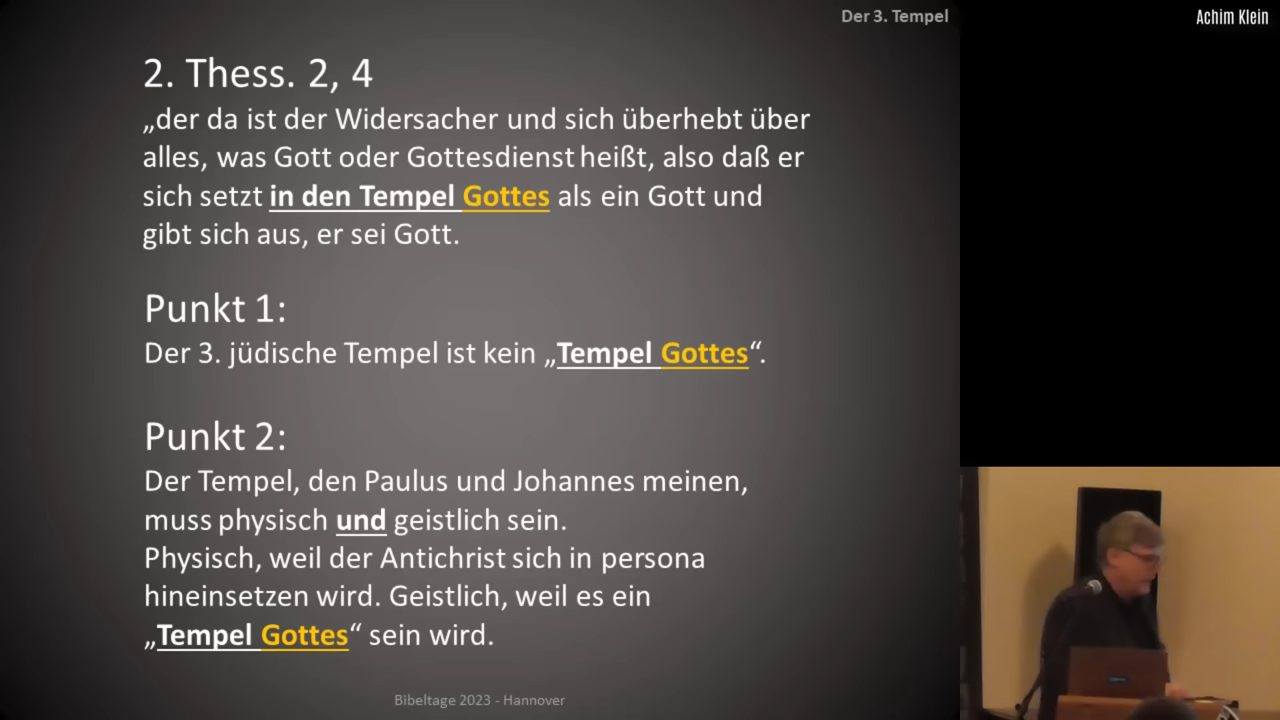 Der 3. Tempel
Achim Klein
2. Thess. 2, 4
„der da ist der Widersacher und sich überhebt über
alles, was Gott oder Gottesdienst heißt, also daß er
sich setzt in den Tempel Gottes als ein Gott und
gibt sich aus, er sei Gott.
Punkt 1:
Der 3. jüdische Tempel ist kein „Tempel Gottes“.
Punkt 2:
Der Tempel, den Paulus und Johannes meinen,
muss physisch und geistlich sein.
Physisch, weil der Antichrist sich in persona
hineinsetzen wird. Geistlich, weil es ein
„Tempel Gottes“ sein wird.
Bibeltage 2023 - Hannover